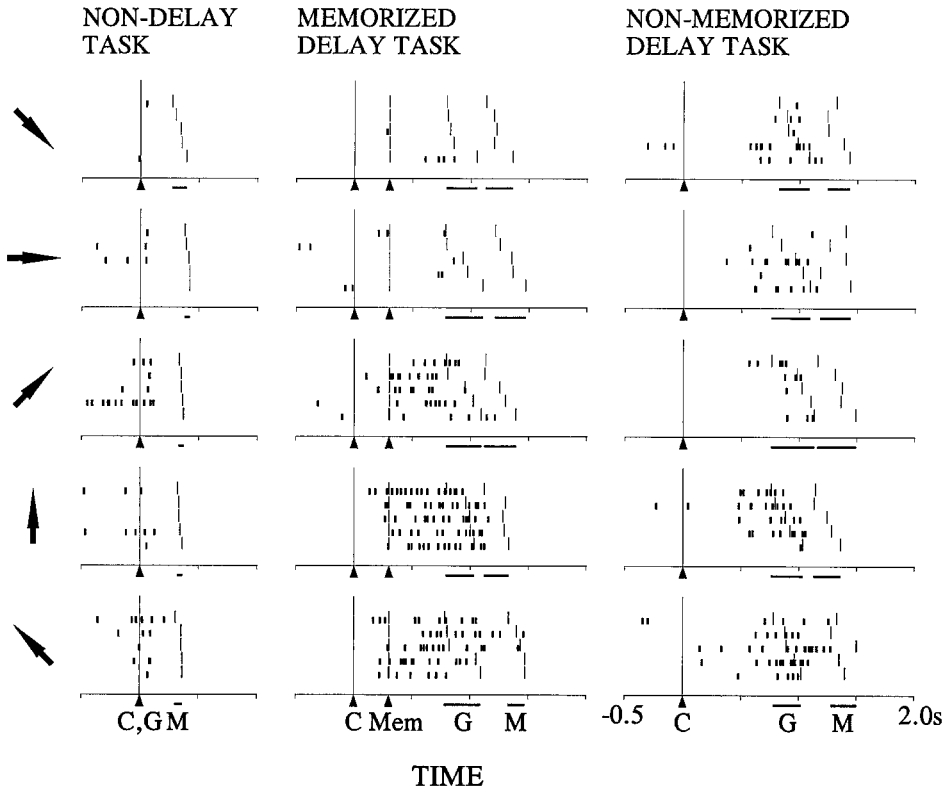 NON-DELAY
TASK
MEMORIZED
DELAY TASK
NON-MEMORIZED
DELAY TASK
C,G M
C Mem G M
-0.5 C G M 2.0s
TIME